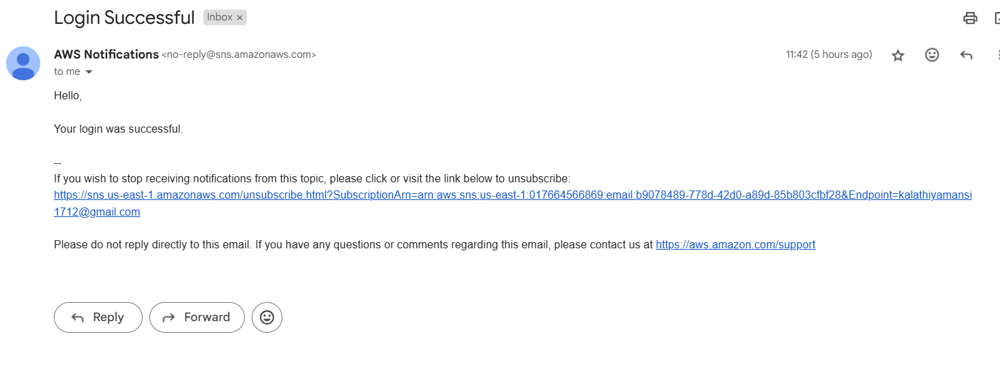 Login Successful Inbox ×
AWS Notifications <no-reply@sns.amazonaws.com> 11:42 (5 hours ago)
to me
Hello,
Your login was successful.
--
If you wish to stop receiving notifications from this topic, please click or visit the link below to unsubscribe:
https://sns.us-east-1.amazonaws.com/unsubscribe.html?SubscriptionArn=arn:aws:sns:us-east-1:017664566869:email:b9078489-778d-42d0-a89d-85b803cfbf28&Endpoint=kalathiyamansi
1712@gmail.com
Please do not reply directly to this email. If you have any questions or comments regarding this email, please contact us at https://aws.amazon.com/support
Reply Forward